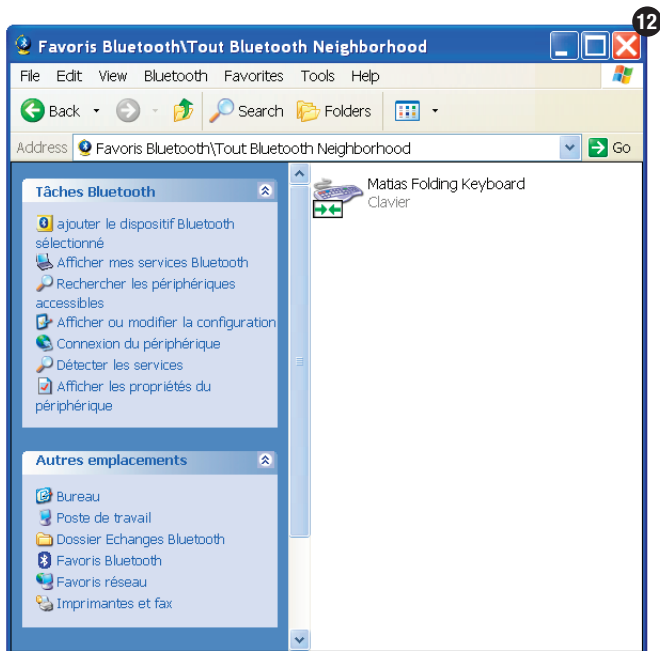 12
Favoris Bluetooth\Tout Bluetooth Neighborhood
File Edit View Bluetooth Favorites Tools Help
Back Search Folders
Address Favoris Bluetooth\Tout Bluetooth Neighborhood Go
Tâches Bluetooth
ajouter le dispositif Bluetooth
sélectionné
Afficher mes services Bluetooth
Rechercher les périphériques
accessibles
Afficher ou modifier la configuration
Connexion du périphérique
Détecter les services
Afficher les propriétés du
périphérique
Autres emplacements
Bureau
Poste de travail
Dossier Echanges Bluetooth
Favoris Bluetooth
Favoris réseau
Imprimantes et fax
Matias Folding Keyboard
Clavier